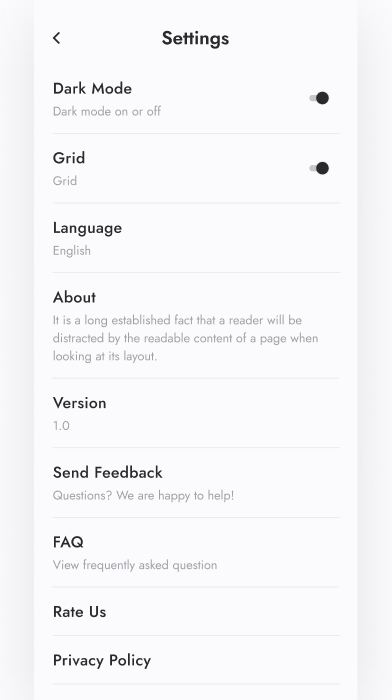 Settings
Dark Mode
Dark mode on or off
Grid
Grid
Language
English
About
It is a long established fact that a reader will be
distracted by the readable content of a page when
looking at its layout.
Version
1.0
Send Feedback
Questions? We are happy to help!
FAQ
View frequently asked question
Rate Us
Privacy Policy